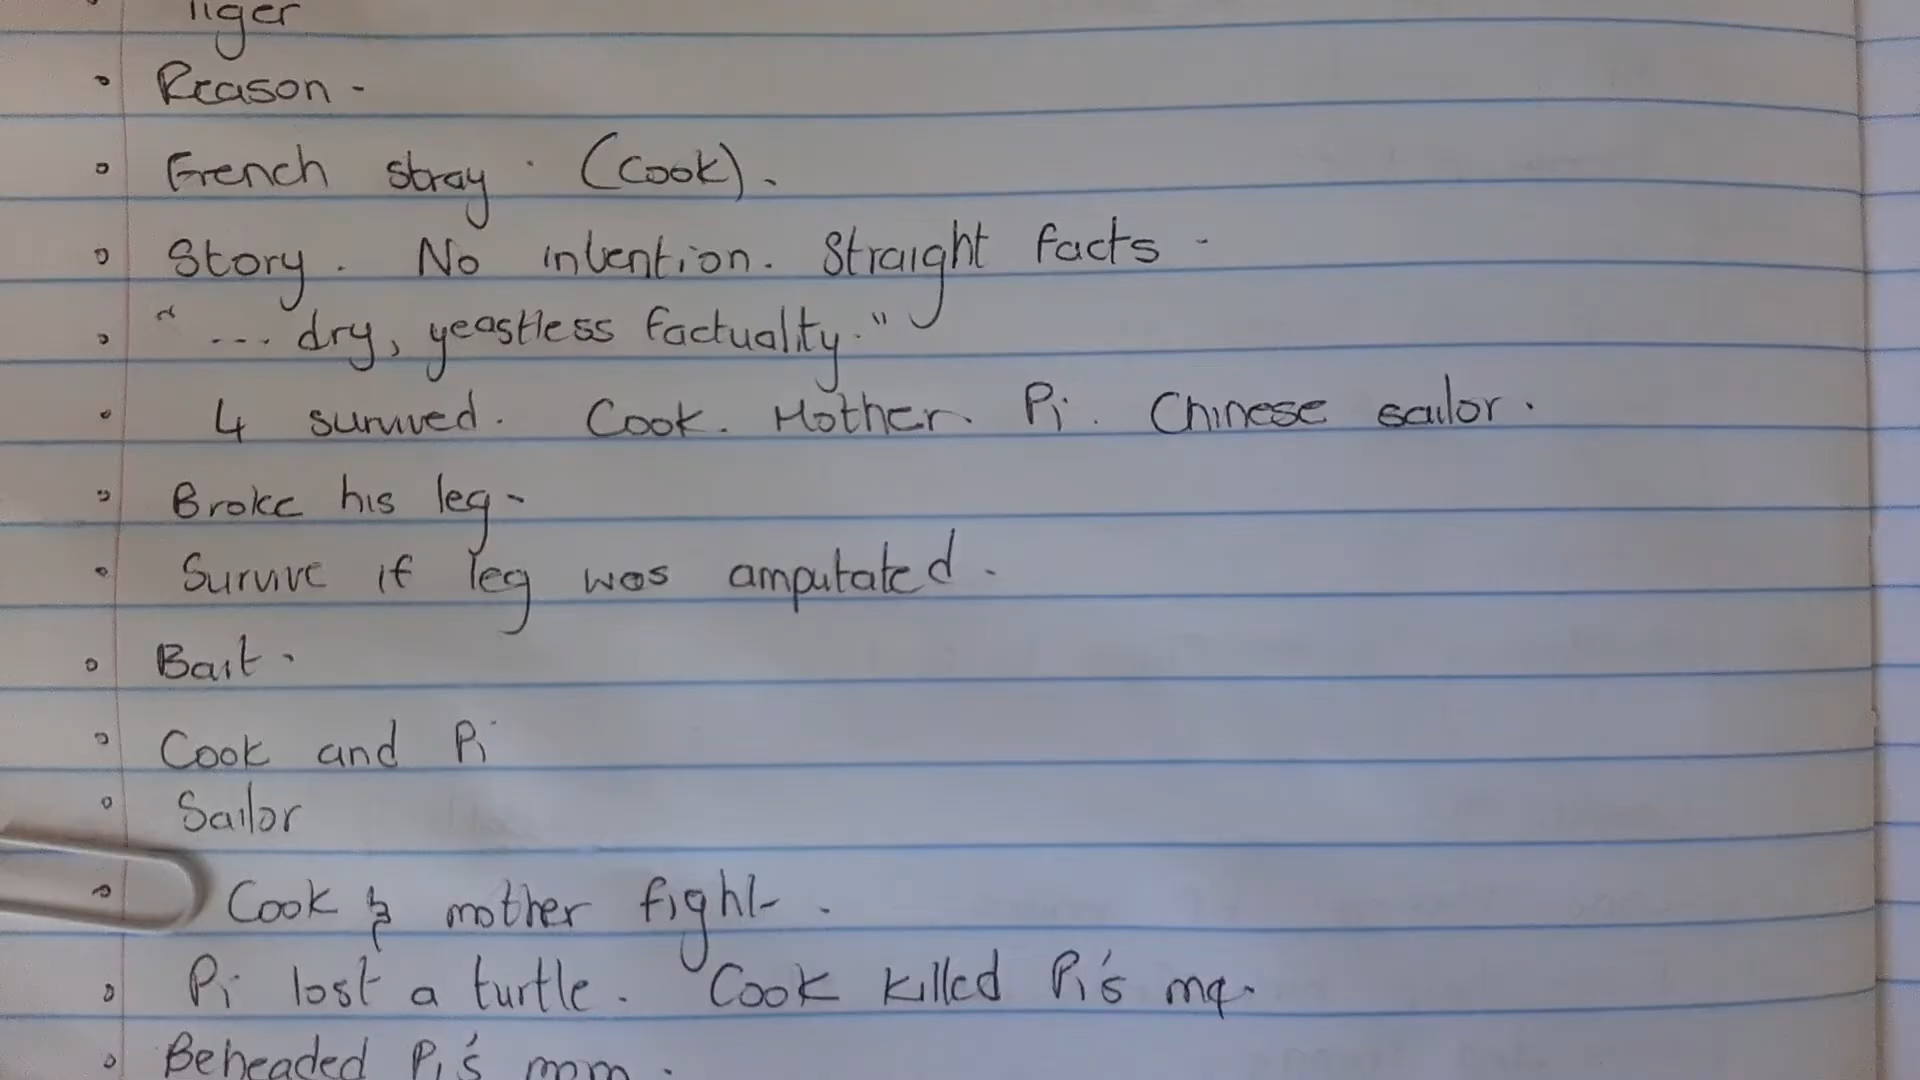 Tiger
Reason -
French stray. (Cook).
Story. No intention. Straight facts -
"... dry, yeastless factuality."
4 survived. Cook. Mother. Pi. Chinese sailor.
Broke his leg -
Survive if leg was amputated.
Bait.
Cook and Pi
Sailor
Cook & mother fight.
Pi lost a turtle. Cook killed Pi's
Beheaded Pi's mom.